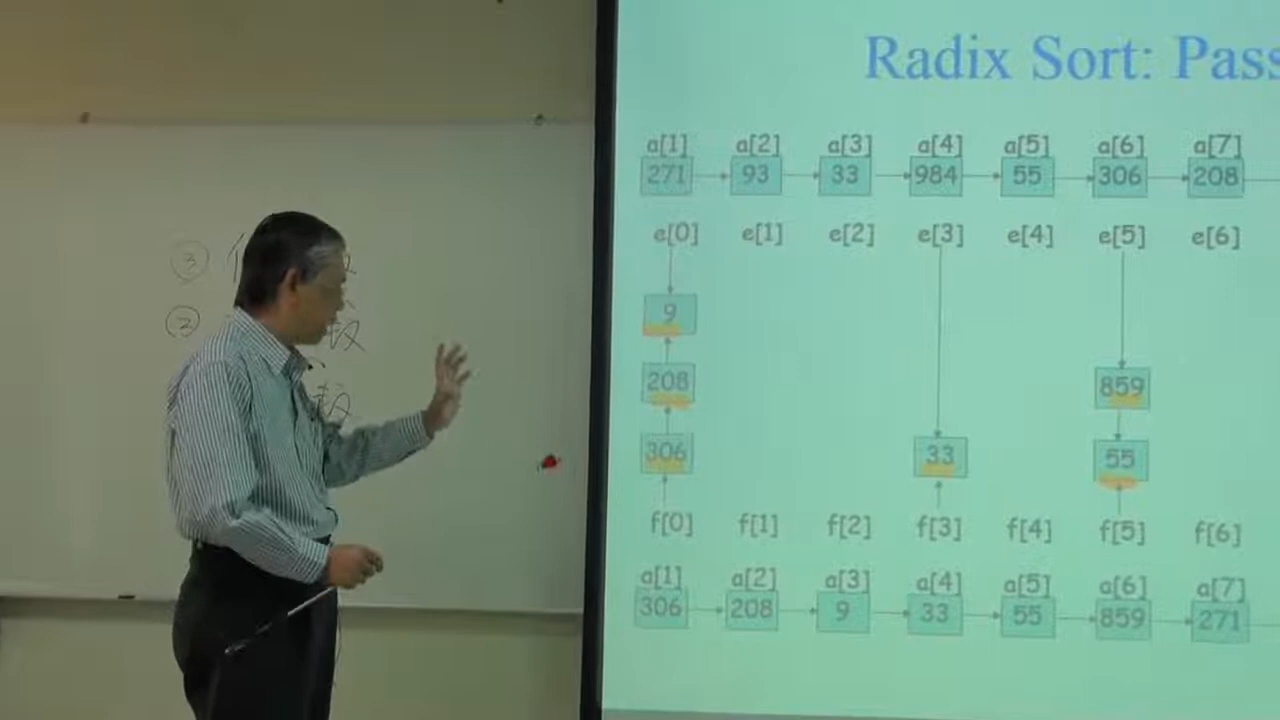 Radix Sort: Pass
a[1] a[2] a[3] a[4] a[5] a[6] a[7]
271 93 33 984 55 306 208
e[0] e[1] e[2] e[3] e[4] e[5] e[6]
9
208 859
306 33 55
f[0] f[1] f[2] f[3] f[4] f[5] f[6]
a[1] a[2] a[3] a[4] a[5] a[6] a[7]
306 208 9 33 55 859 271
③
②